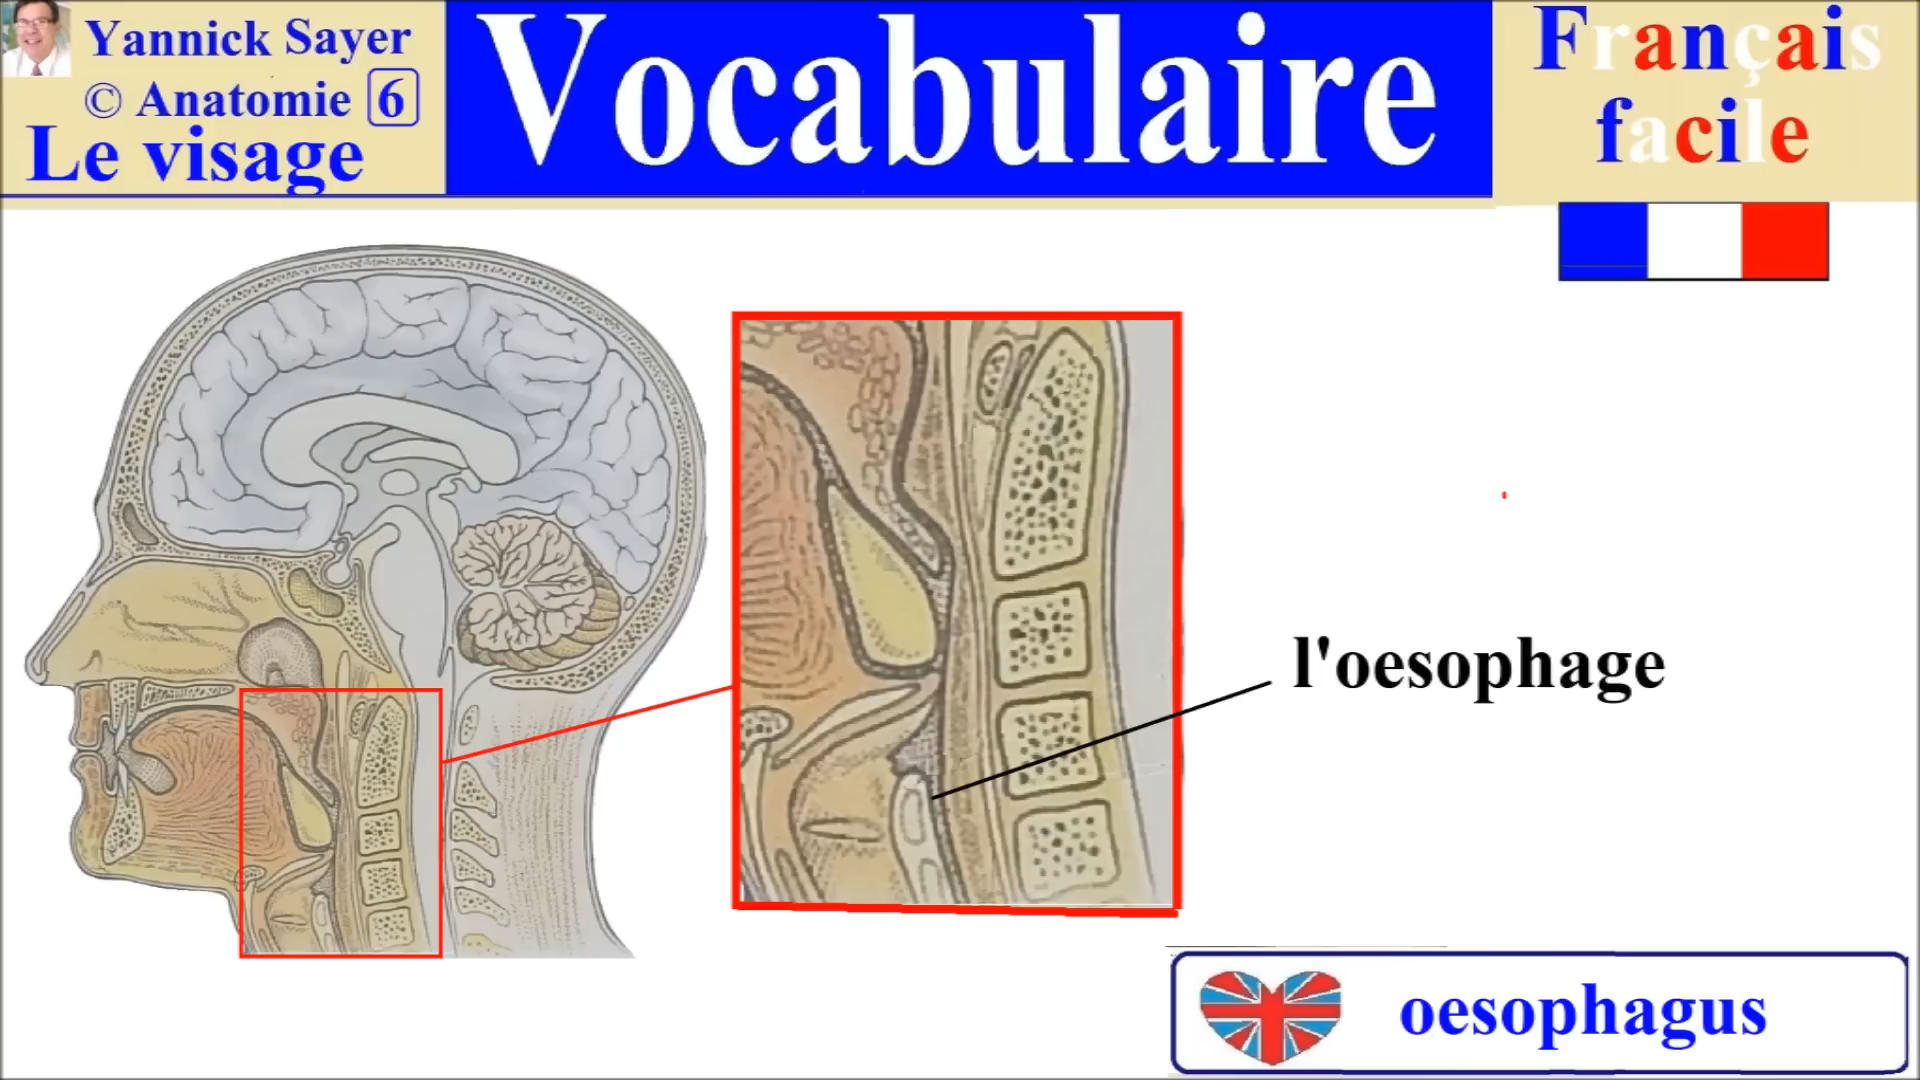 Yannick Sayer
© Anatomie 6
Le visage
Vocabulaire
Français
facile
l'oesophage
oesophagus